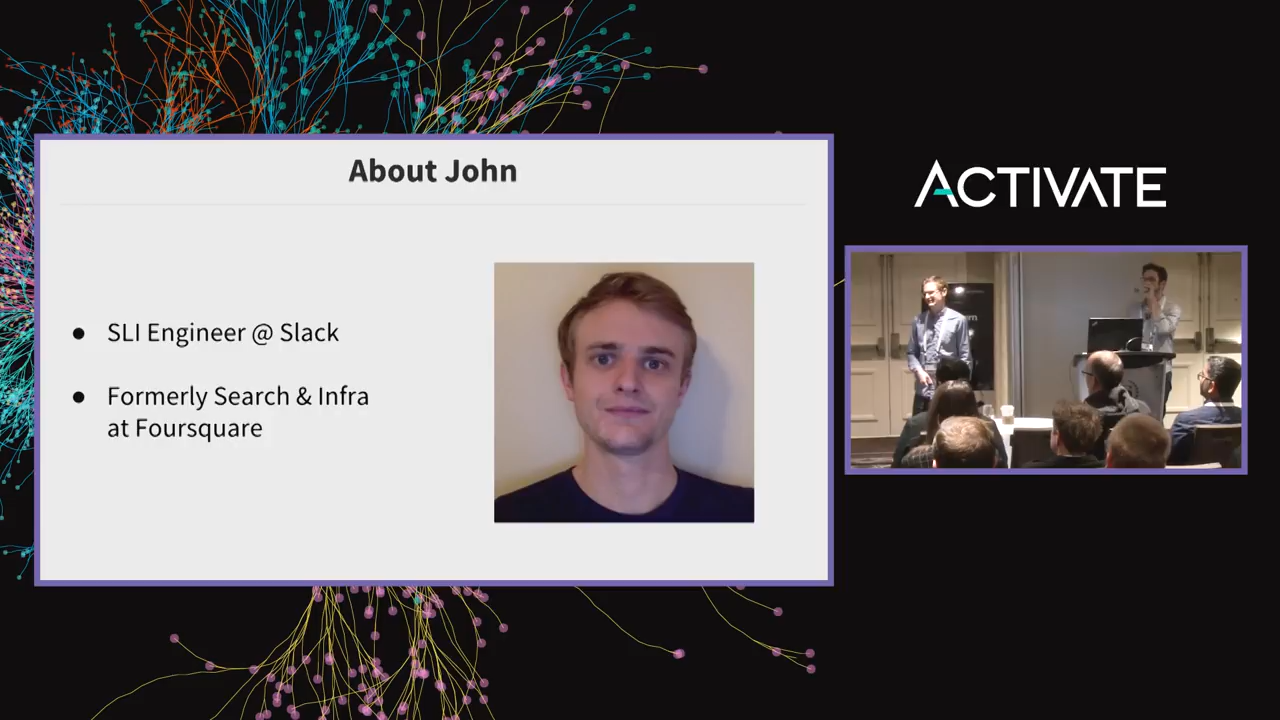 About John
SLI Engineer @ Slack
Formerly Search & Infra
at Foursquare
ACTIVATE